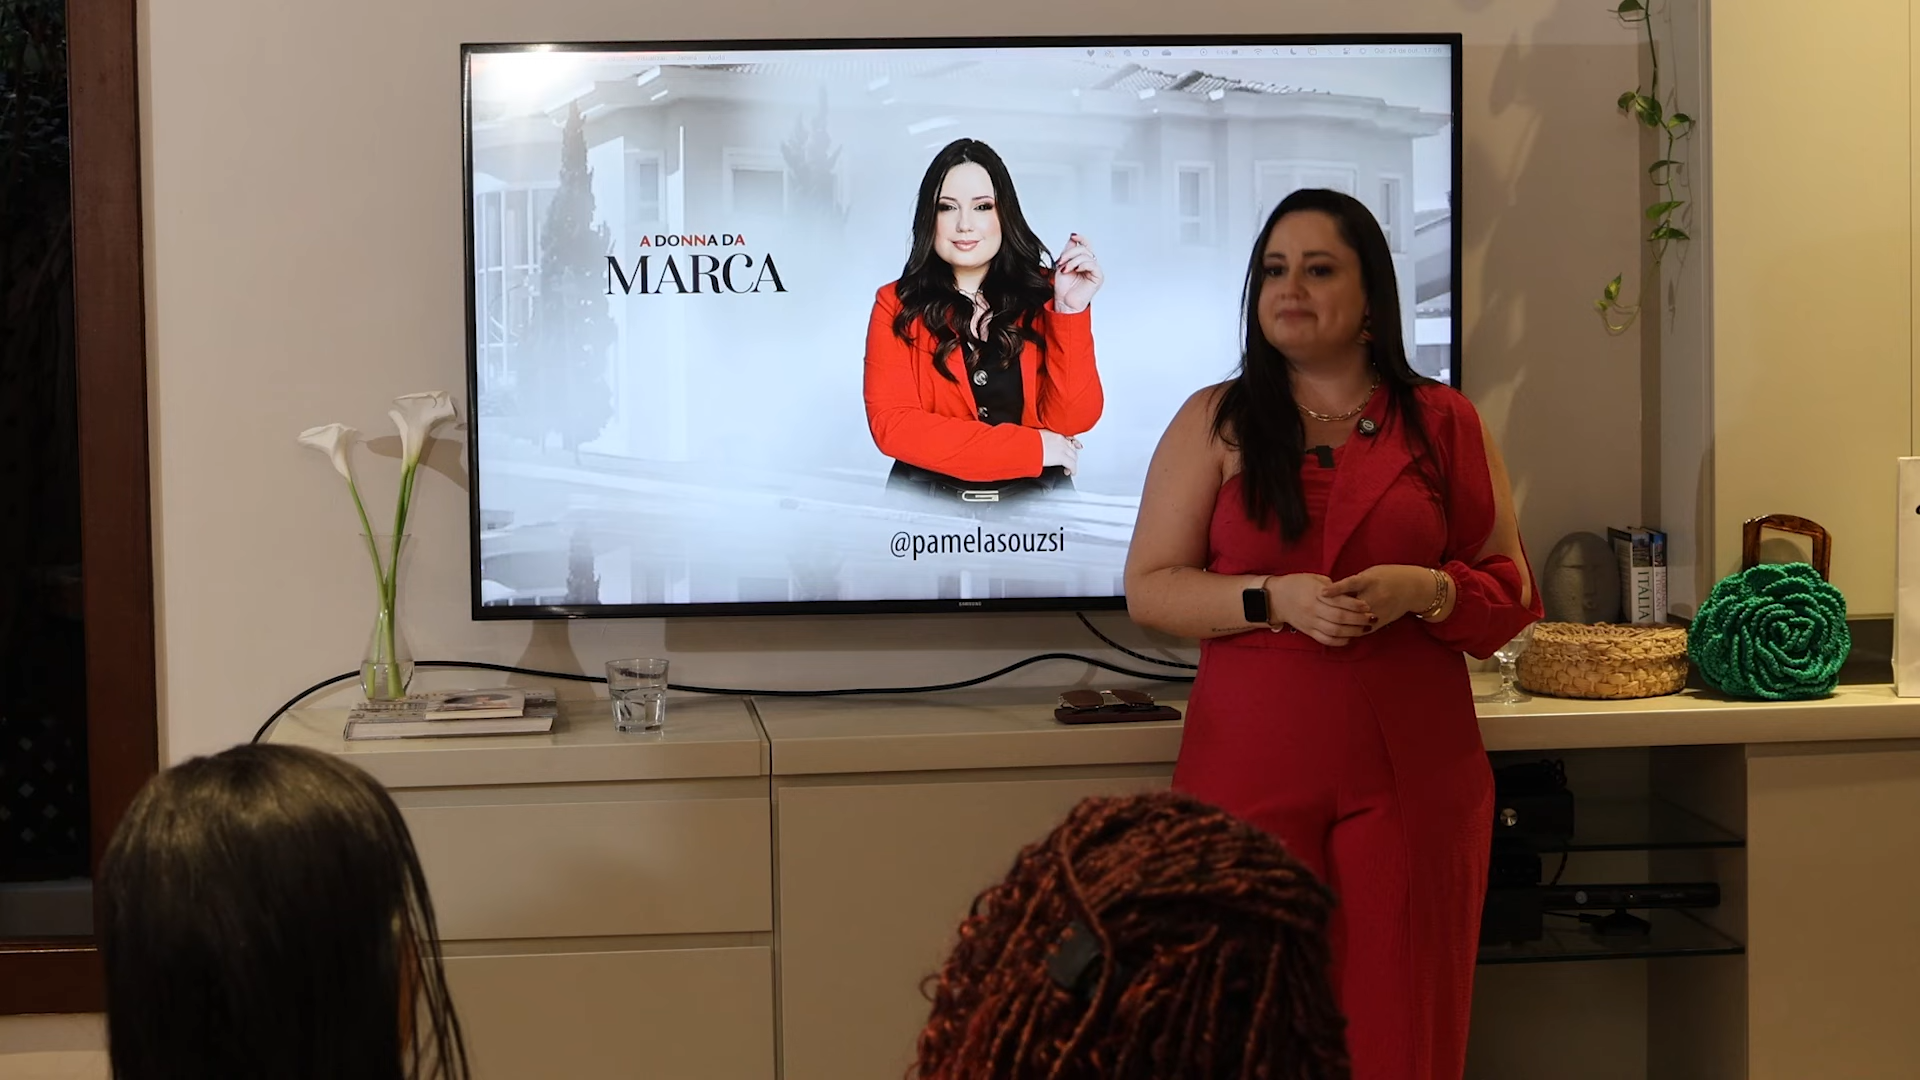 A DONNA DA
MARCA
@pamelasouzsi
SAMSUNG
ITALIA